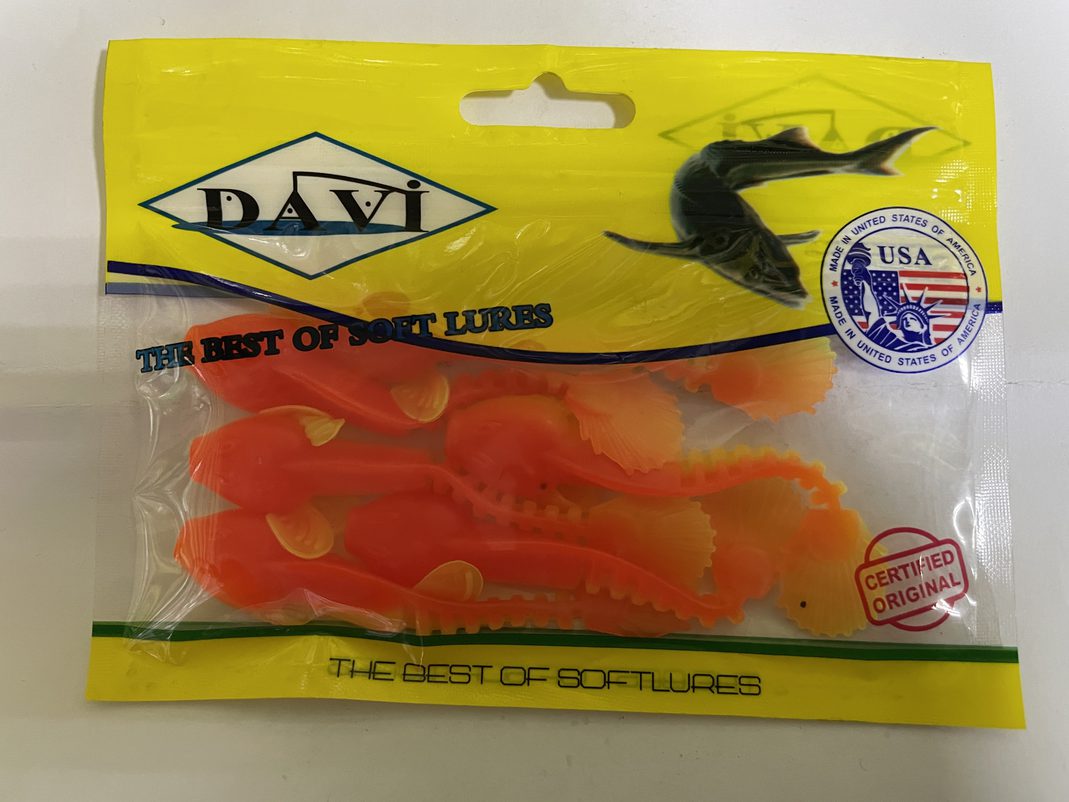 DAVİ
THE BEST OF SOFT LURES
MADE IN UNITED STATES OF AMERICA
USA
MADE IN UNITED STATES OF AMERICA
CERTIFIED
ORIGINAL
THE BEST OF SOFTLURES